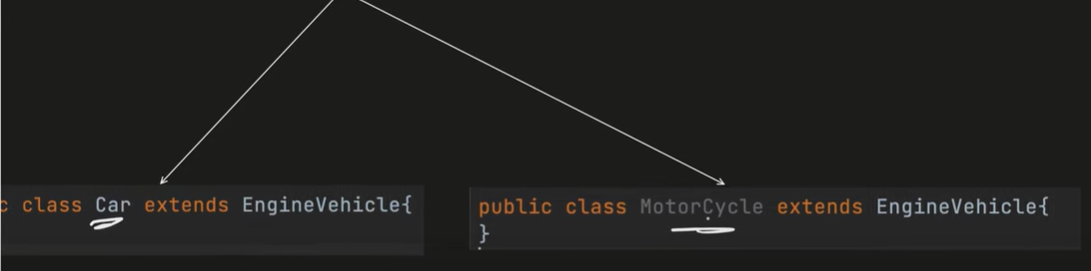 c class Car extends EngineVehicle{
public class MotorCycle extends EngineVehicle{
}